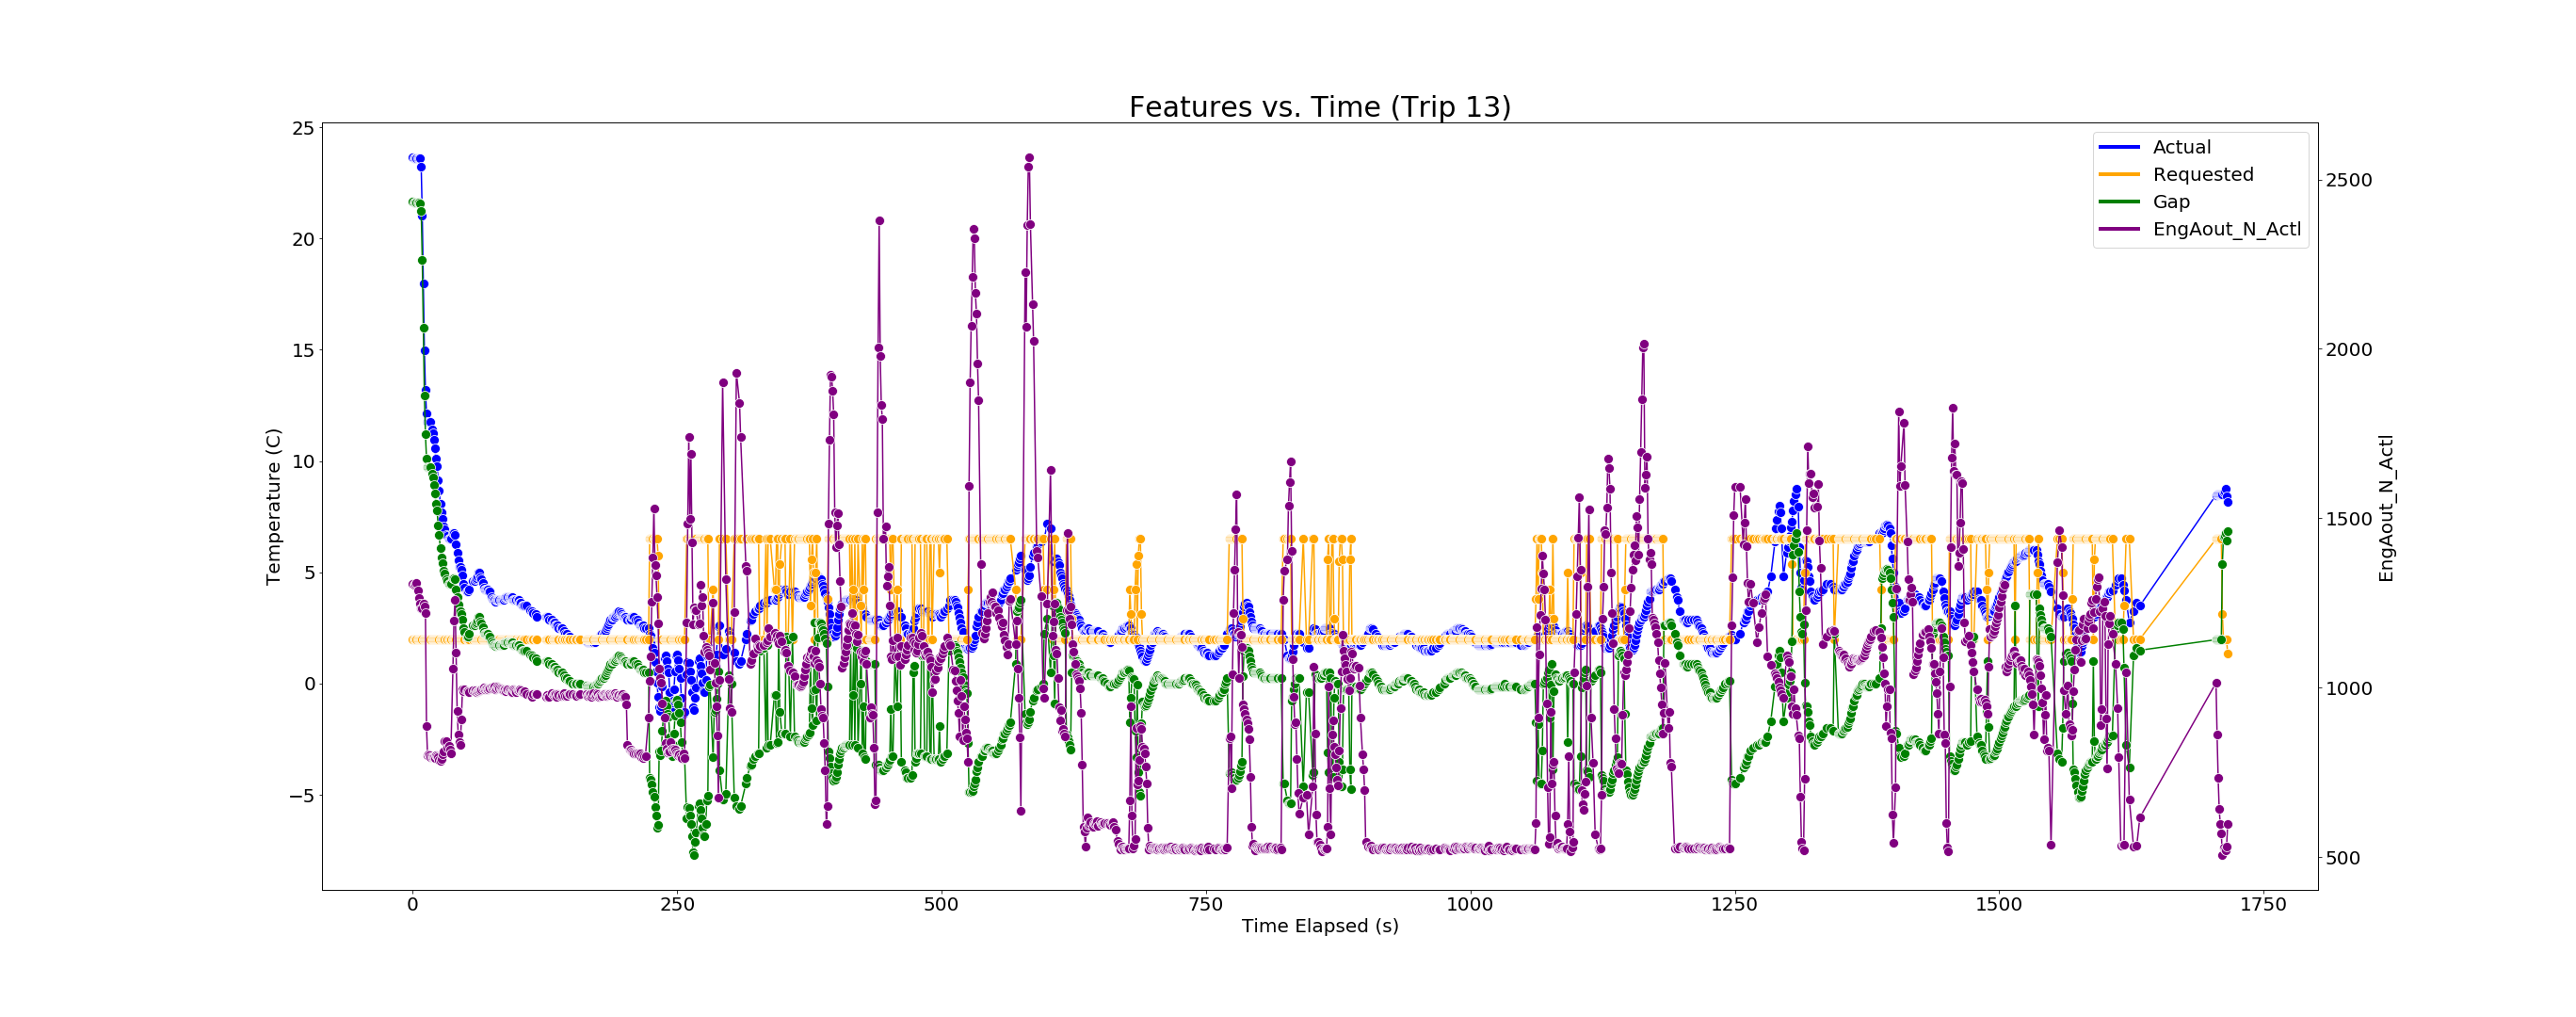 Features vs. Time (Trip 13)
25
20
15
10
5
0
−5
Temperature (C)
2500
2000
1500
1000
500
EngAout_N_Actl
Actual
Requested
Gap
EngAout_N_Actl
0 250 500 750 1000 1250 1500 1750
Time Elapsed (s)